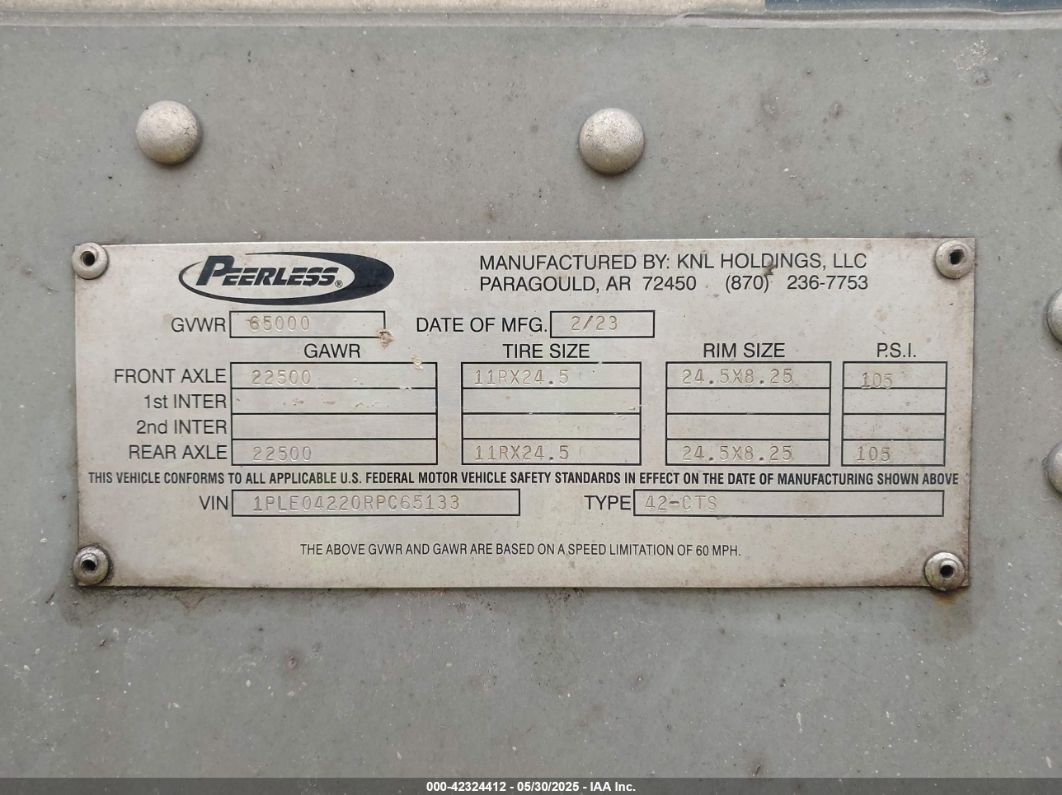 PEERLESS®
MANUFACTURED BY: KNL HOLDINGS, LLC
PARAGOULD, AR 72450 (870) 236-7753
GVWR 65000 DATE OF MFG. 2/23
GAWR TIRE SIZE RIM SIZE P.S.I.
FRONT AXLE 22500 11RX24.5 24.5X8.25 105
1st INTER
2nd INTER
REAR AXLE 22500 11RX24.5 24.5X8.25 105
THIS VEHICLE CONFORMS TO ALL APPLICABLE U.S. FEDERAL MOTOR VEHICLE SAFETY STANDARDS IN EFFECT ON THE DATE OF MANUFACTURING SHOWN ABOVE
VIN 1PLE04220RPC65133 TYPE 42-CTS
THE ABOVE GVWR AND GAWR ARE BASED ON A SPEED LIMITATION OF 60 MPH.
000-42324412 - 05/30/2025 - IAA Inc.